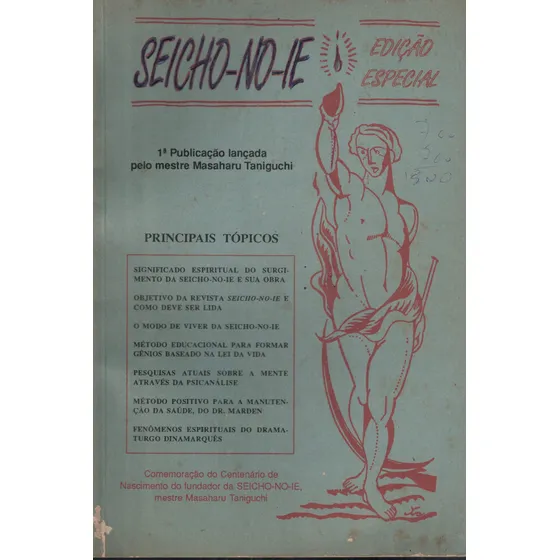 SEICHO-NO-IE
EDIÇÃO
ESPECIAL
1ª Publicação lançada
pelo mestre Masaharu Taniguchi
PRINCIPAIS TÓPICOS
SIGNIFICADO ESPIRITUAL DO SURGI-
MENTO DA SEICHO-NO-IE E SUA OBRA
OBJETIVO DA REVISTA SEICHO-NO-IE E
COMO DEVE SER LIDA
O MODO DE VIVER DA SEICHO-NO-IE
MÉTODO EDUCACIONAL PARA FORMAR
GÊNIOS BASEADO NA LEI DA VIDA
PESQUISAS ATUAIS SOBRE A MENTE
ATRAVÉS DA PSICANÁLISE
MÉTODO POSITIVO PARA A MANUTEN-
ÇÃO DA SAÚDE, DO DR. MARDEN
FENÔMENOS ESPIRITUAIS DO DRAMA-
TURGO DINAMARQUÊS
Comemoração do Centenário de
Nascimento do fundador da SEICHO-NO-IE,
mestre Masaharu Taniguchi